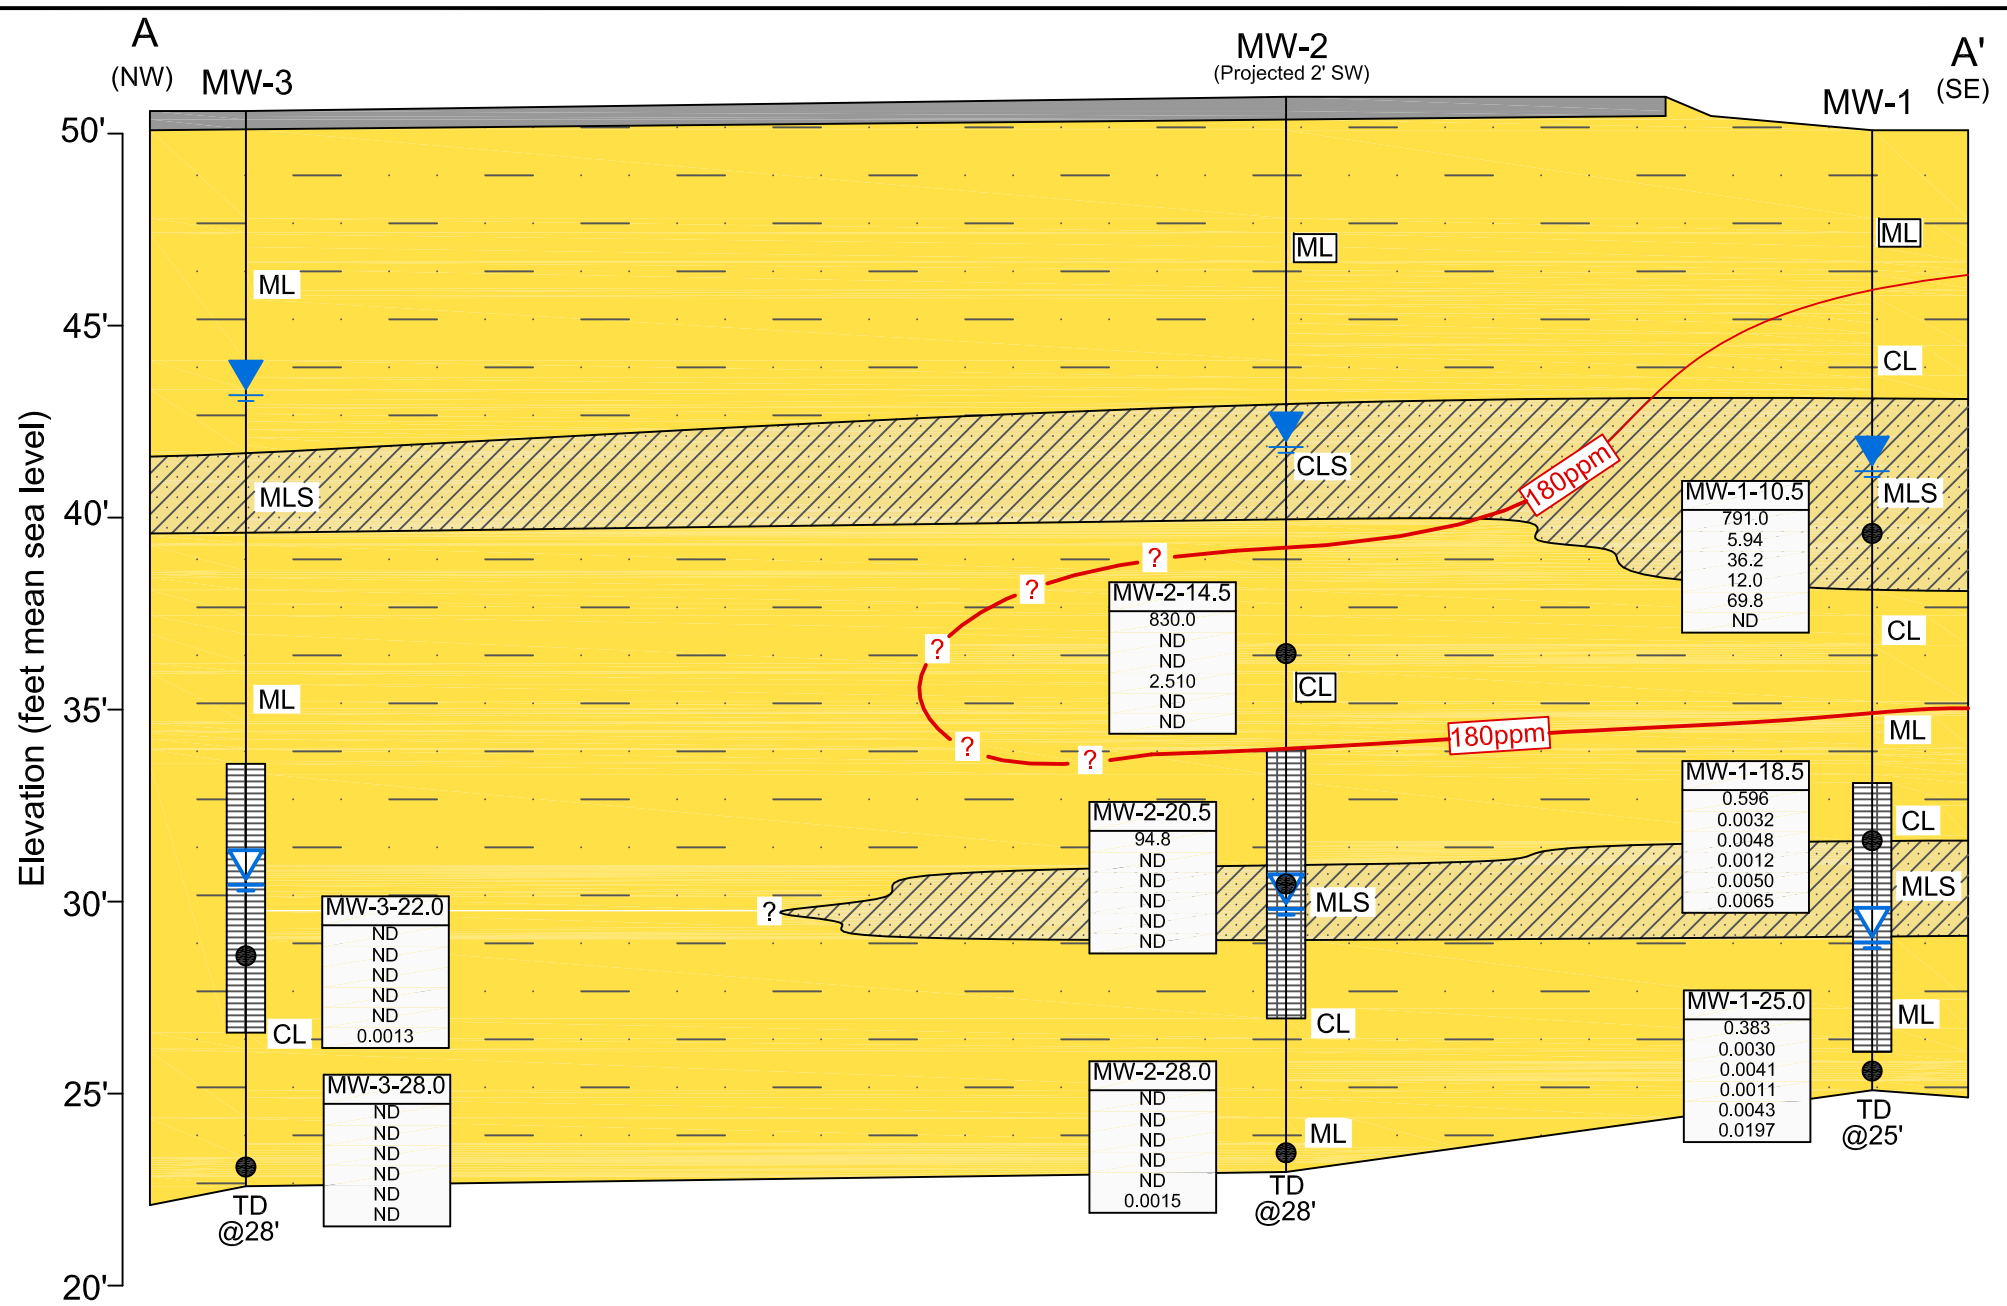 A
(NW)
MW-3
MW-2
(Projected 2' SW)
MW-1
A'
(SE)
Elevation (feet mean sea level)
50'
45'
40'
35'
30'
25'
20'
ML
MLS
ML
CL
TD
@28'
MW-3-22.0
ND
ND
ND
ND
ND
0.0013
MW-3-28.0
ND
ND
ND
ND
ND
ND
?
?
?
?
?
?
180ppm
180ppm
ML
CLS
CL
MLS
CL
ML
TD
@28'
MW-2-14.5
830.0
ND
ND
2.510
ND
ND
MW-2-20.5
94.8
ND
ND
ND
ND
ND
MW-2-28.0
ND
ND
ND
ND
ND
0.0015
ML
CL
MLS
CL
ML
CL
MLS
ML
TD
@25'
MW-1-10.5
791.0
5.94
36.2
12.0
69.8
ND
MW-1-18.5
0.596
0.0032
0.0048
0.0012
0.0050
0.0065
MW-1-25.0
0.383
0.0030
0.0041
0.0011
0.0043
0.0197